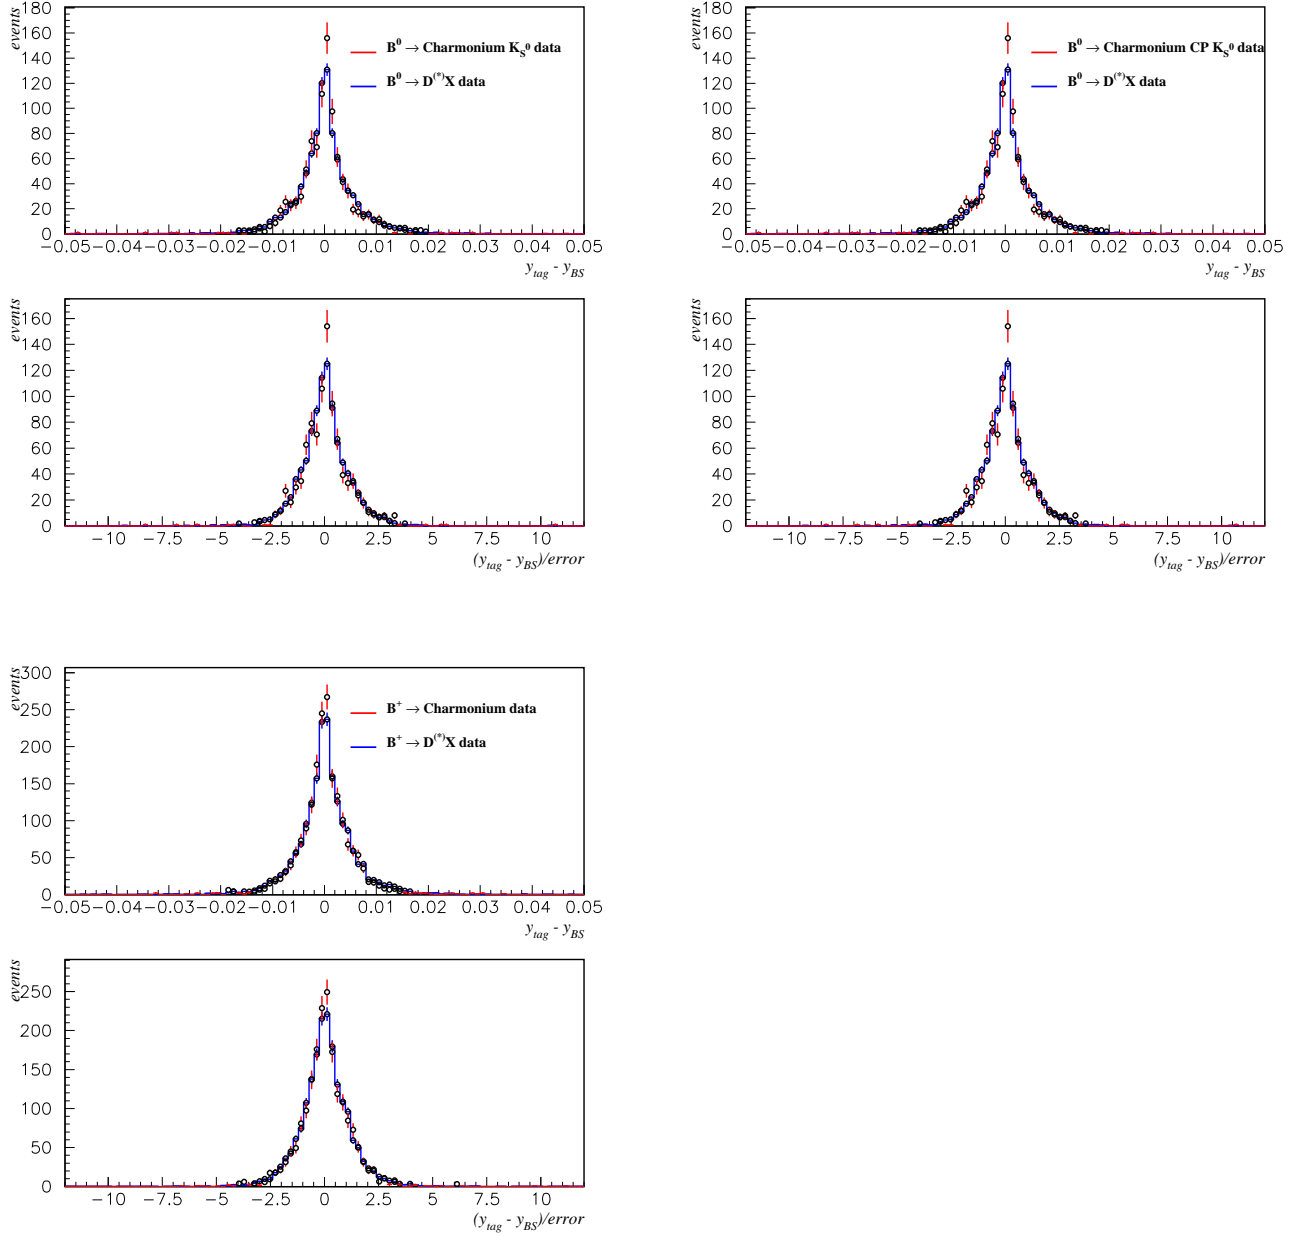 events
180
160
140
120
100
80
60
40
20
0
B⁰ → Charmonium K_S⁰ data
B⁰ → D⁽*⁾X data
-0.05 -0.04 -0.03 -0.02 -0.01 0 0.01 0.02 0.03 0.04 0.05
y_tag - y_BS
events
180
160
140
120
100
80
60
40
20
0
B⁰ → Charmonium CP K_S⁰ data
B⁰ → D⁽*⁾X data
-0.05 -0.04 -0.03 -0.02 -0.01 0 0.01 0.02 0.03 0.04 0.05
y_tag - y_BS
events
160
140
120
100
80
60
40
20
0
-10 -7.5 -5 -2.5 0 2.5 5 7.5 10
(y_tag - y_BS)/error
events
160
140
120
100
80
60
40
20
0
-10 -7.5 -5 -2.5 0 2.5 5 7.5 10
(y_tag - y_BS)/error
events
300
250
200
150
100
50
0
B⁺ → Charmonium data
B⁺ → D⁽*⁾X data
-0.05 -0.04 -0.03 -0.02 -0.01 0 0.01 0.02 0.03 0.04 0.05
y_tag - y_BS
events
250
200
150
100
50
0
-10 -7.5 -5 -2.5 0 2.5 5 7.5 10
(y_tag - y_BS)/error